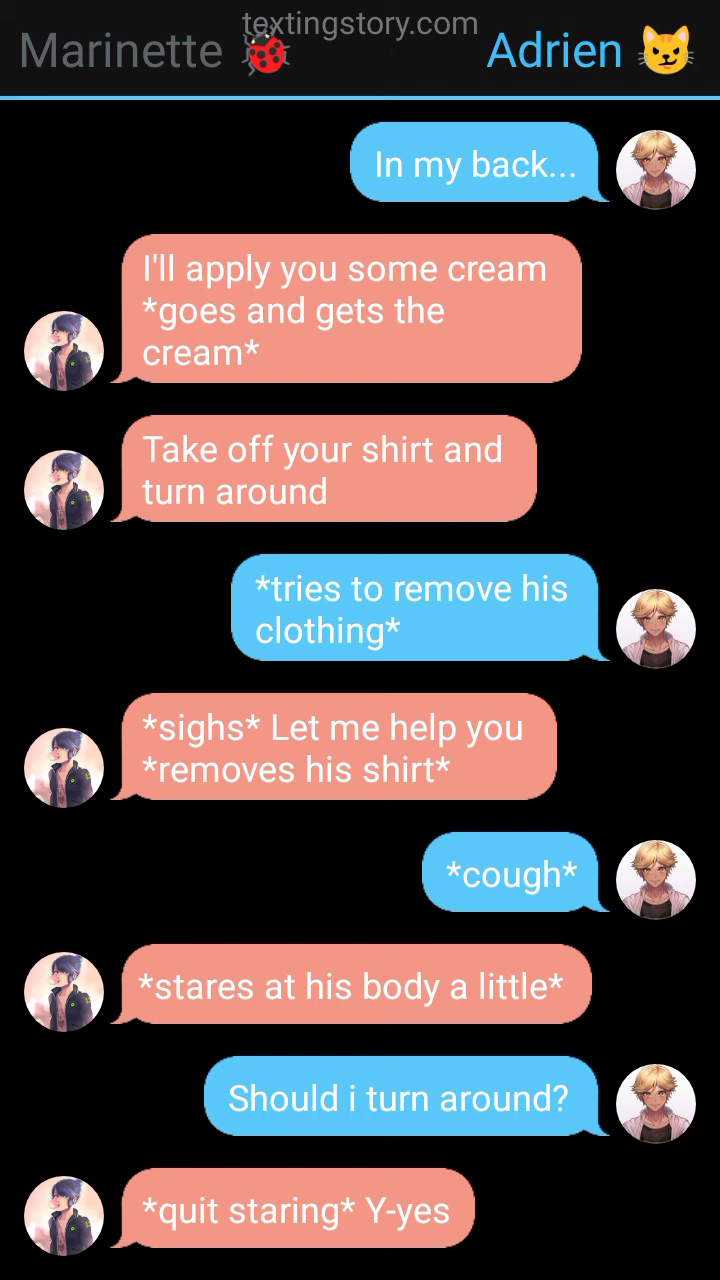 textingstory.com
Marinette 🐞
Adrien 😼
In my back...
I'll apply you some cream
*goes and gets the
cream*
Take off your shirt and
turn around
*tries to remove his
clothing*
*sighs* Let me help you
*removes his shirt*
*cough*
*stares at his body a little*
Should i turn around?
*quit staring* Y-yes